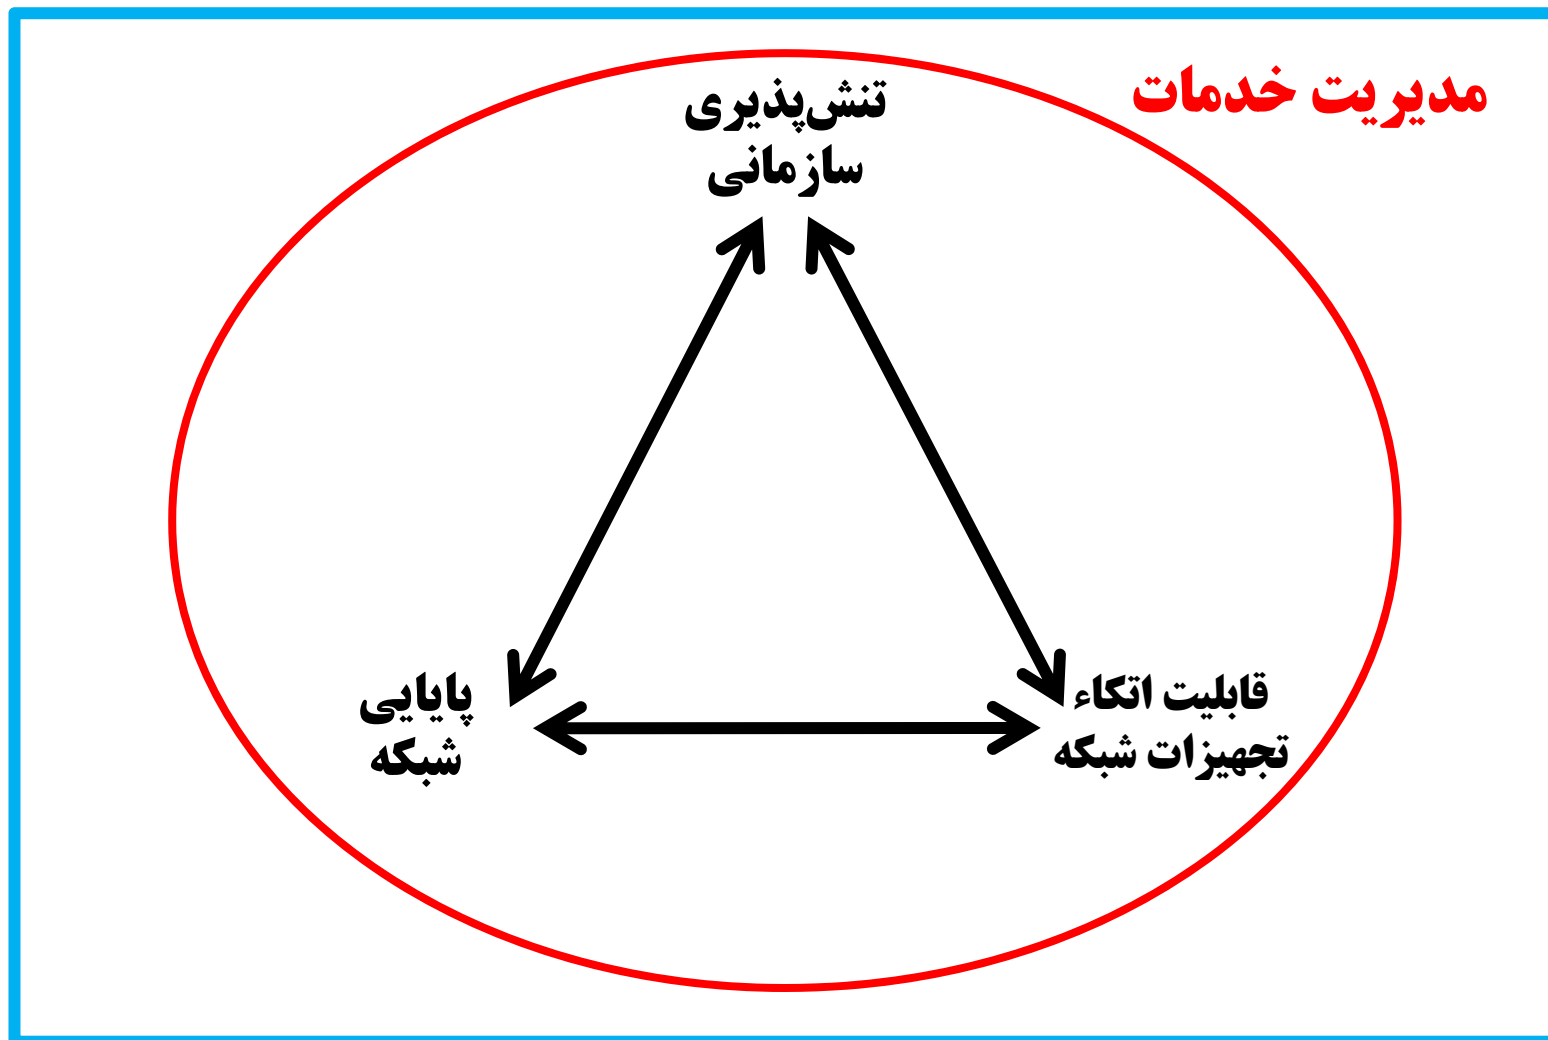 مدیریت خدمات
تنش‌پذیری
سازمانی
قابلیت اتکاء
تجهیزات شبکه
پایایی
شبکه